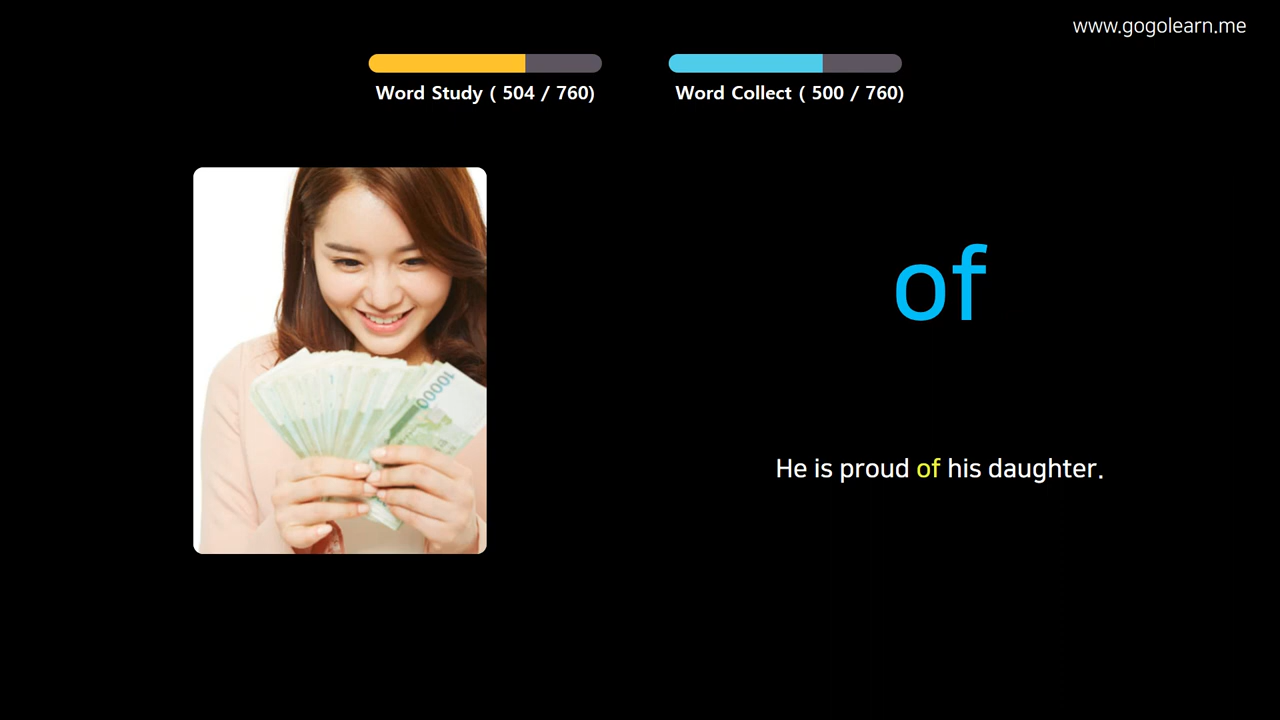 www.gogolearn.me
Word Study ( 504 / 760)
Word Collect ( 500 / 760)
of
10000
He is proud of his daughter.